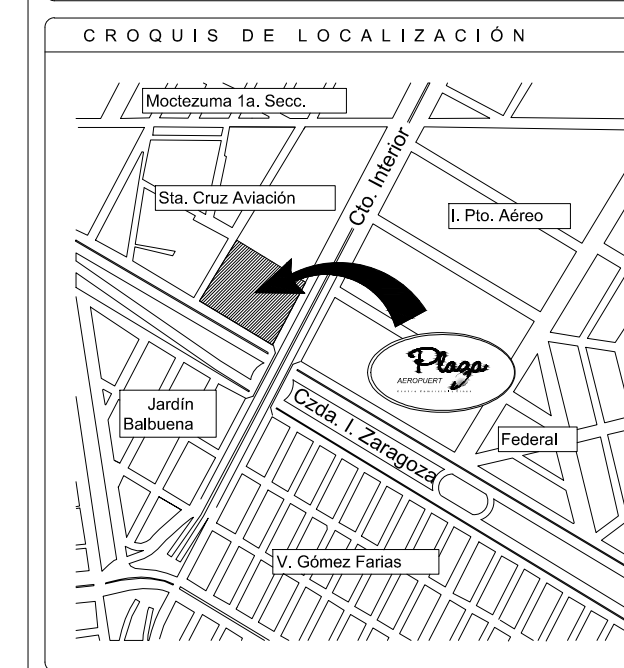 CROQUIS DE LOCALIZACIÓN
Moctezuma 1a. Secc.
Cto. Interior
Sta. Cruz Aviación
I. Pto. Aéreo
Plaza
AEROPUERT
Jardín
Balbuena
Czda. I. Zaragoza
Federal
V. Gómez Farias